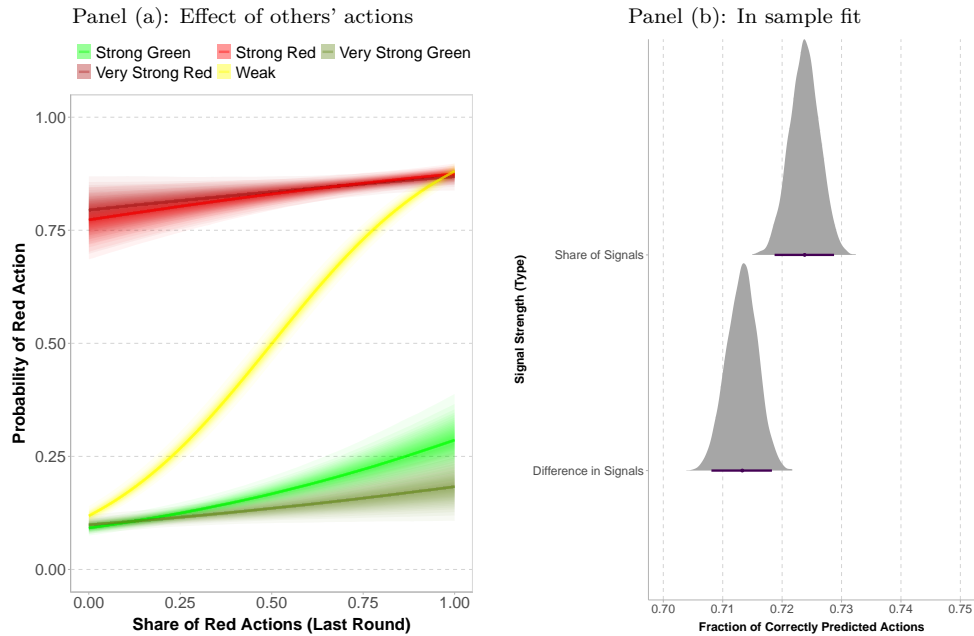 Panel (a): Effect of others' actions
Strong Green Strong Red Very Strong Green
Very Strong Red Weak
1.00
0.75
0.50
0.25
0.00
Probability of Red Action
0.00 0.25 0.50 0.75 1.00
Share of Red Actions (Last Round)
Panel (b): In sample fit
Share of Signals
Difference in Signals
Signal Strength (Type)
0.70 0.71 0.72 0.73 0.74 0.75
Fraction of Correctly Predicted Actions